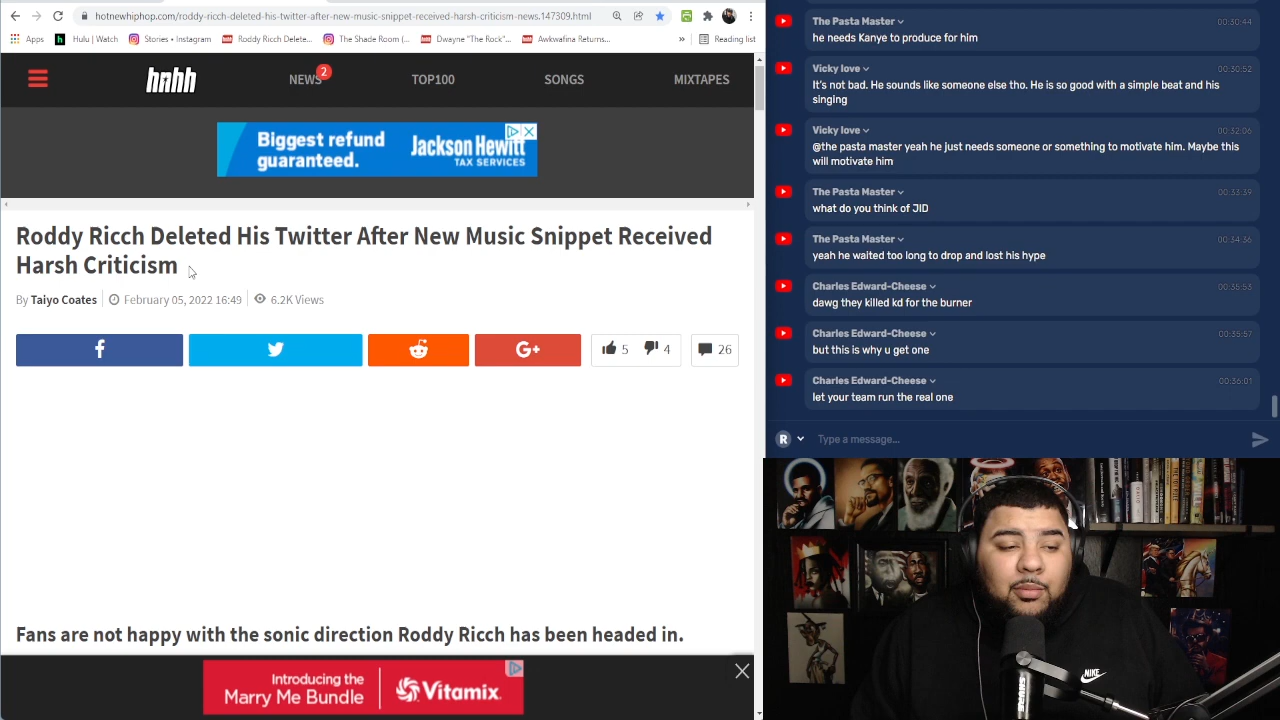 hotnewhiphop.com/roddy-ricch-deleted-his-twitter-after-new-music-snippet-received-harsh-criticism-news.147309.html
Apps
Hulu | Watch
Stories • Instagram
Roddy Ricch Delete...
The Shade Room (...
Dwayne "The Rock"...
Awkwafina Returns...
»
Reading list
hnhh
NEWS
2
TOP100
SONGS
MIXTAPES
Biggest refund
guaranteed.
Jackson Hewitt
TAX SERVICES
Roddy Ricch Deleted His Twitter After New Music Snippet Received
Harsh Criticism
By Taiyo Coates
February 05, 2022 16:49
6.2K Views
f
G+
5
4
26
Fans are not happy with the sonic direction Roddy Ricch has been headed in.
Introducing the
Marry Me Bundle
Vitamix.
The Pasta Master
00:30:44
he needs Kanye to produce for him
Vicky love
00:30:52
It's not bad. He sounds like someone else tho. He is so good with a simple beat and his
singing
Vicky love
00:32:06
@the pasta master yeah he just needs someone or something to motivate him. Maybe this
will motivate him
The Pasta Master
00:33:39
what do you think of JID
The Pasta Master
00:34:36
yeah he waited too long to drop and lost his hype
Charles Edward-Cheese
00:35:53
dawg they killed kd for the burner
Charles Edward-Cheese
00:35:57
but this is why u get one
Charles Edward-Cheese
00:36:01
let your team run the real one
R
Type a message...
NIKE
SHURE